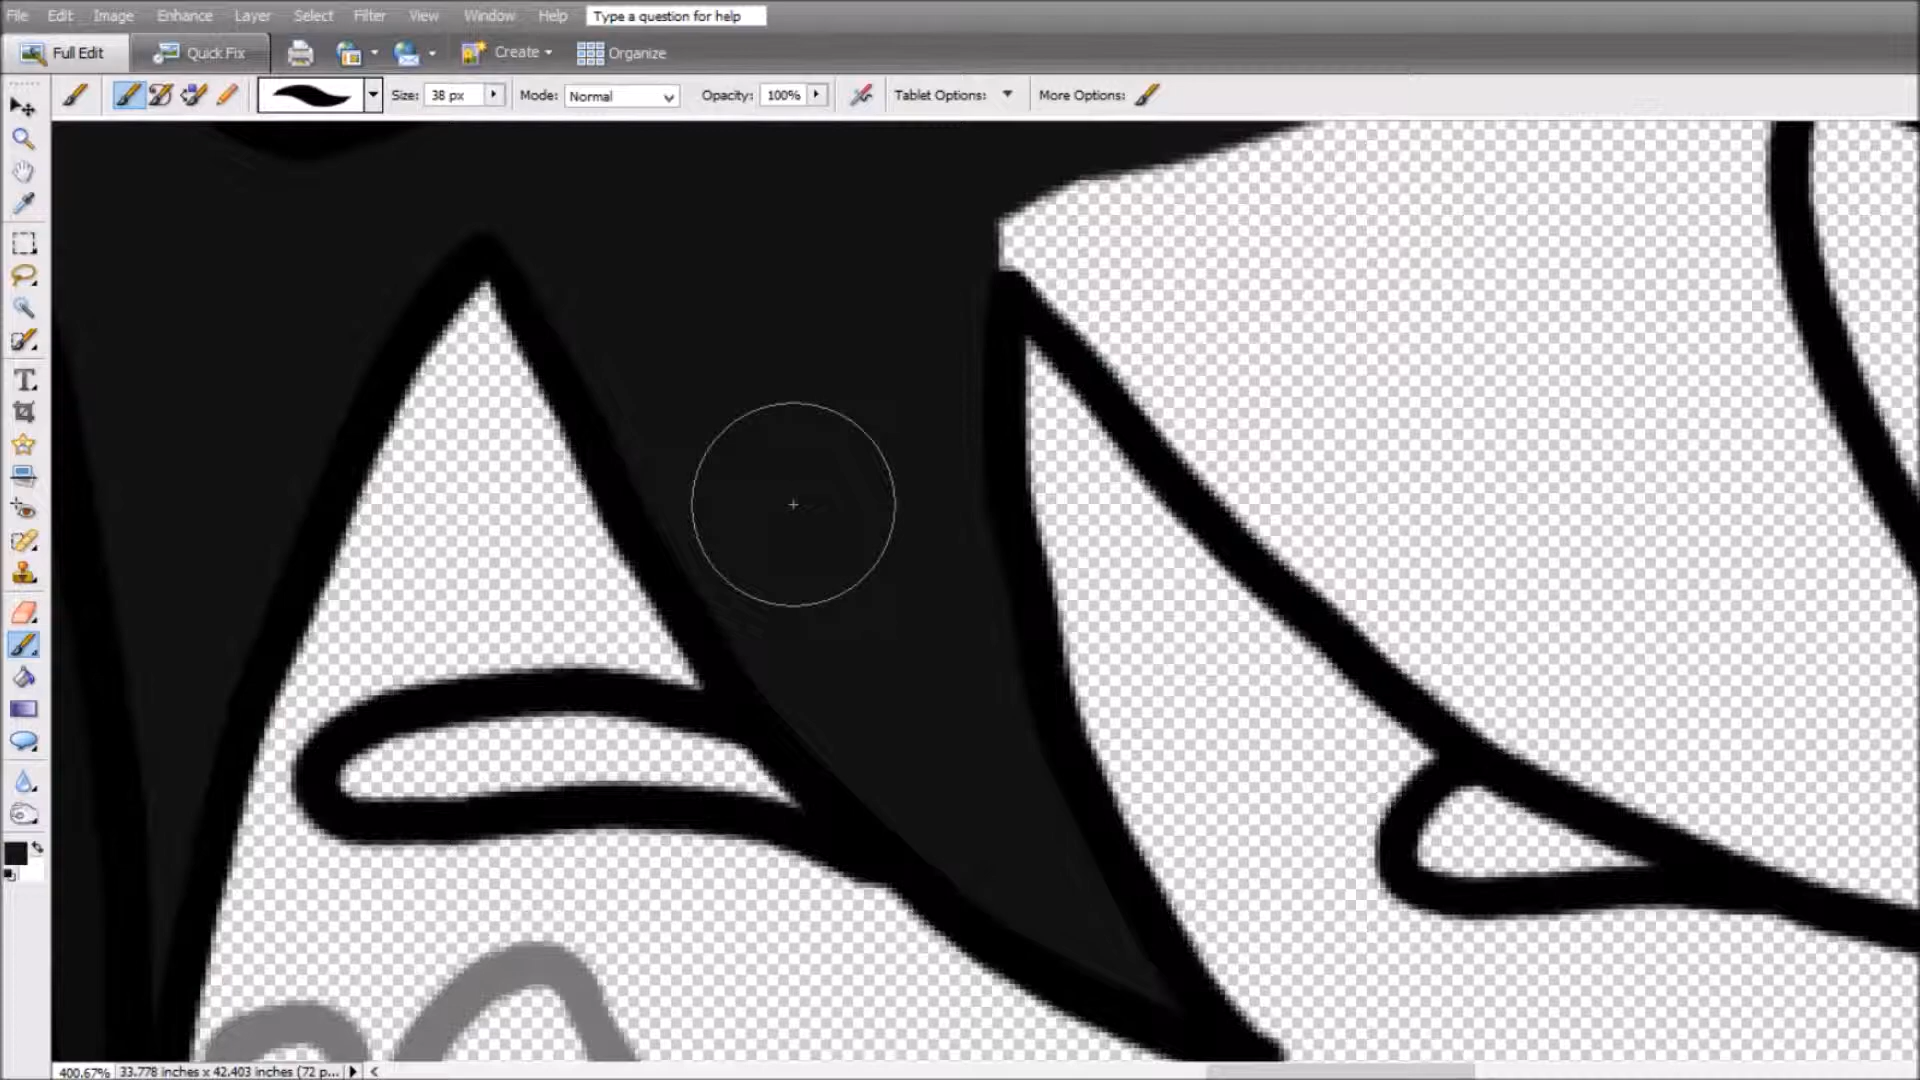 File Edit Image Enhance Layer Select Filter View Window Help Type a question for help
Full Edit Quick Fix Create Organize
Size: 38 px Mode: Normal Opacity: 100% Tablet Options: More Options:
400.67% 33.778 inches x 42.403 inches (72 p...